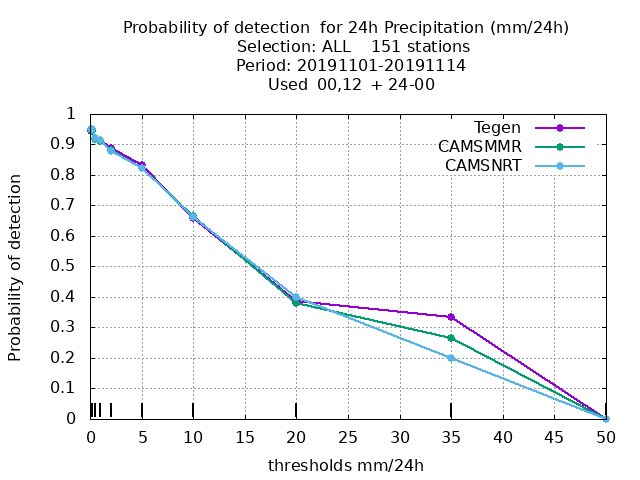 Probability of detection  for 24h Precipitation (mm/24h)
Selection: ALL    151 stations
Period: 20191101-20191114
Used  00,12  + 24-00
Probability of detection
1
0.9
0.8
0.7
0.6
0.5
0.4
0.3
0.2
0.1
0
Tegen
CAMSMMR
CAMSNRT
0 5 10 15 20 25 30 35 40 45 50
thresholds mm/24h